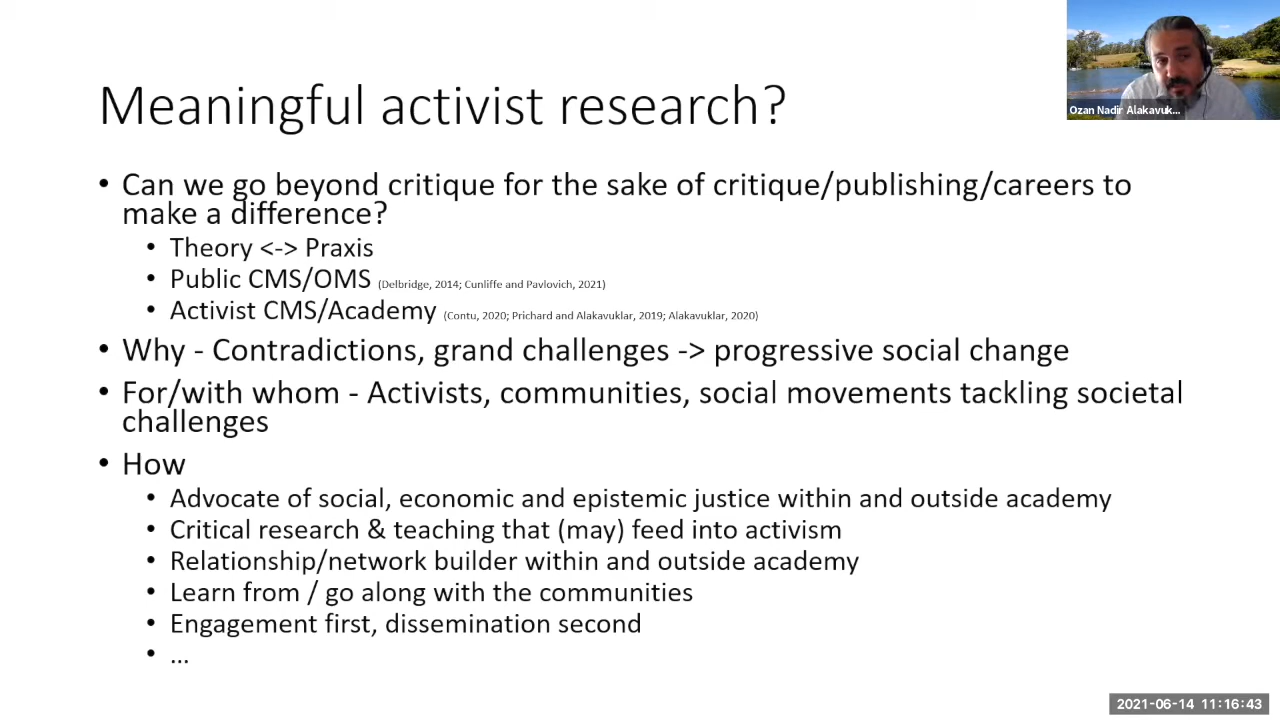 Ozan Nadir Alakavuk...
Meaningful activist research?
• Can we go beyond critique for the sake of critique/publishing/careers to
make a difference?
• Theory <-> Praxis
• Public CMS/OMS (Delbridge, 2014; Cunliffe and Pavlovich, 2021)
• Activist CMS/Academy (Contu, 2020; Prichard and Alakavuklar, 2019; Alakavuklar, 2020)
• Why - Contradictions, grand challenges -> progressive social change
• For/with whom - Activists, communities, social movements tackling societal
challenges
• How
• Advocate of social, economic and epistemic justice within and outside academy
• Critical research & teaching that (may) feed into activism
• Relationship/network builder within and outside academy
• Learn from / go along with the communities
• Engagement first, dissemination second
• ...
2021-06-14 11:16:43